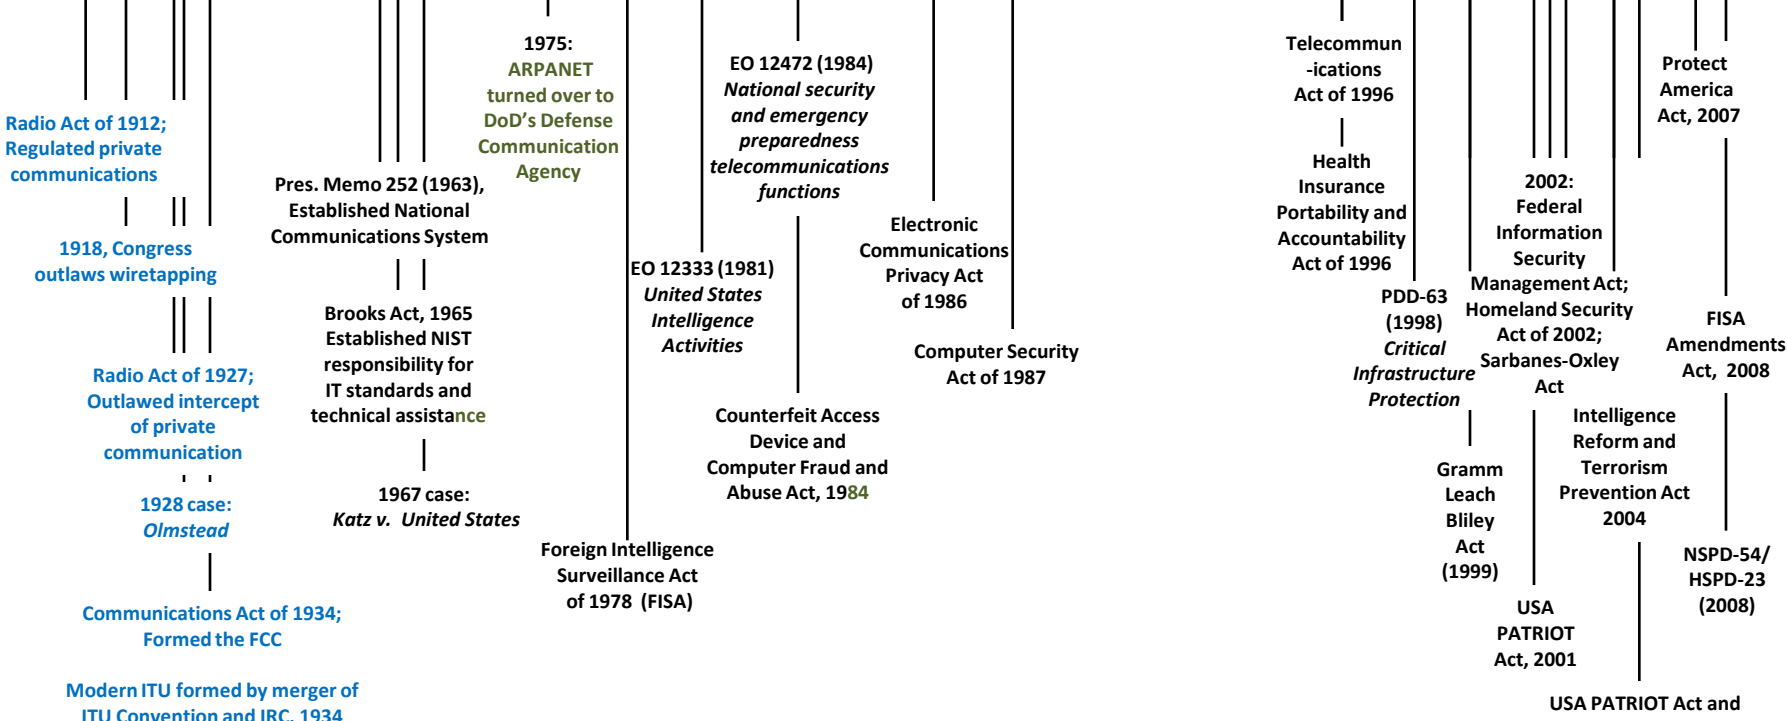 Radio Act of 1912;
Regulated private
communications
1918, Congress
outlaws wiretapping
Radio Act of 1927;
Outlawed intercept
of private
communication
1928 case:
Olmstead
Communications Act of 1934;
Formed the FCC
Modern ITU formed by merger of
ITU Convention and IRC, 1934
Pres. Memo 252 (1963),
Established National
Communications System
Brooks Act, 1965
Established NIST
responsibility for
IT standards and
technical assistance
1967 case:
Katz v. United States
1975:
ARPANET
turned over to
DoD's Defense
Communication
Agency
Foreign Intelligence
Surveillance Act
of 1978 (FISA)
EO 12333 (1981)
United States
Intelligence
Activities
EO 12472 (1984)
National security
and emergency
preparedness
telecommunications
functions
Counterfeit Access
Device and
Computer Fraud and
Abuse Act, 1984
Electronic
Communications
Privacy Act
of 1986
Computer Security
Act of 1987
Telecommun
-ications
Act of 1996
Health
Insurance
Portability and
Accountability
Act of 1996
PDD-63
(1998)
Critical
Infrastructure
Protection
Gramm
Leach
Bliley
Act
(1999)
2002:
Federal
Information
Security
Management Act;
Homeland Security
Act of 2002;
Sarbanes-Oxley
Act
USA
PATRIOT
Act, 2001
Intelligence
Reform and
Terrorism
Prevention Act
2004
USA PATRIOT Act and
Protect
America
Act, 2007
FISA
Amendments
Act, 2008
NSPD-54/
HSPD-23
(2008)